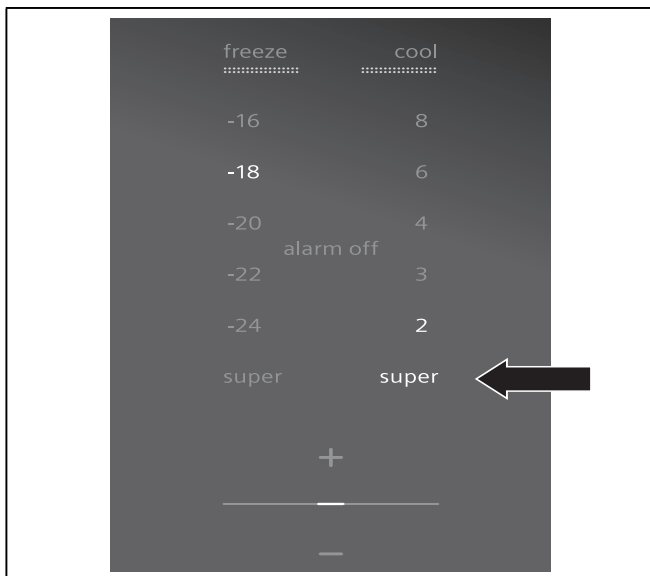 freeze cool
-16 8
-18 6
-20 4
alarm off
-22 3
-24 2
super super
+
−